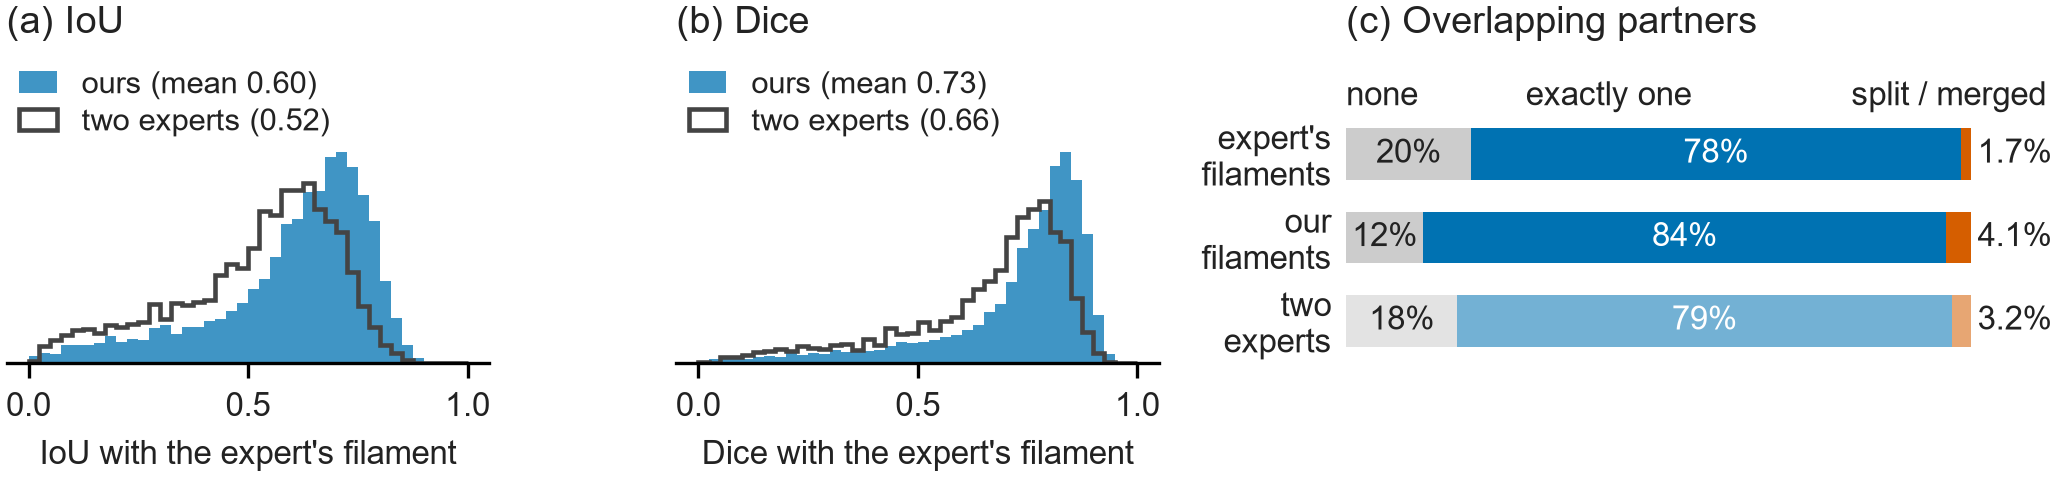 (a) IoU
ours (mean 0.60)
two experts (0.52)
0.0 0.5 1.0
IoU with the expert's filament
(b) Dice
ours (mean 0.73)
two experts (0.66)
0.0 0.5 1.0
Dice with the expert's filament
(c) Overlapping partners
none exactly one split / merged
expert's
filaments
20% 78% 1.7%
our
filaments
12% 84% 4.1%
two
experts
18% 79% 3.2%